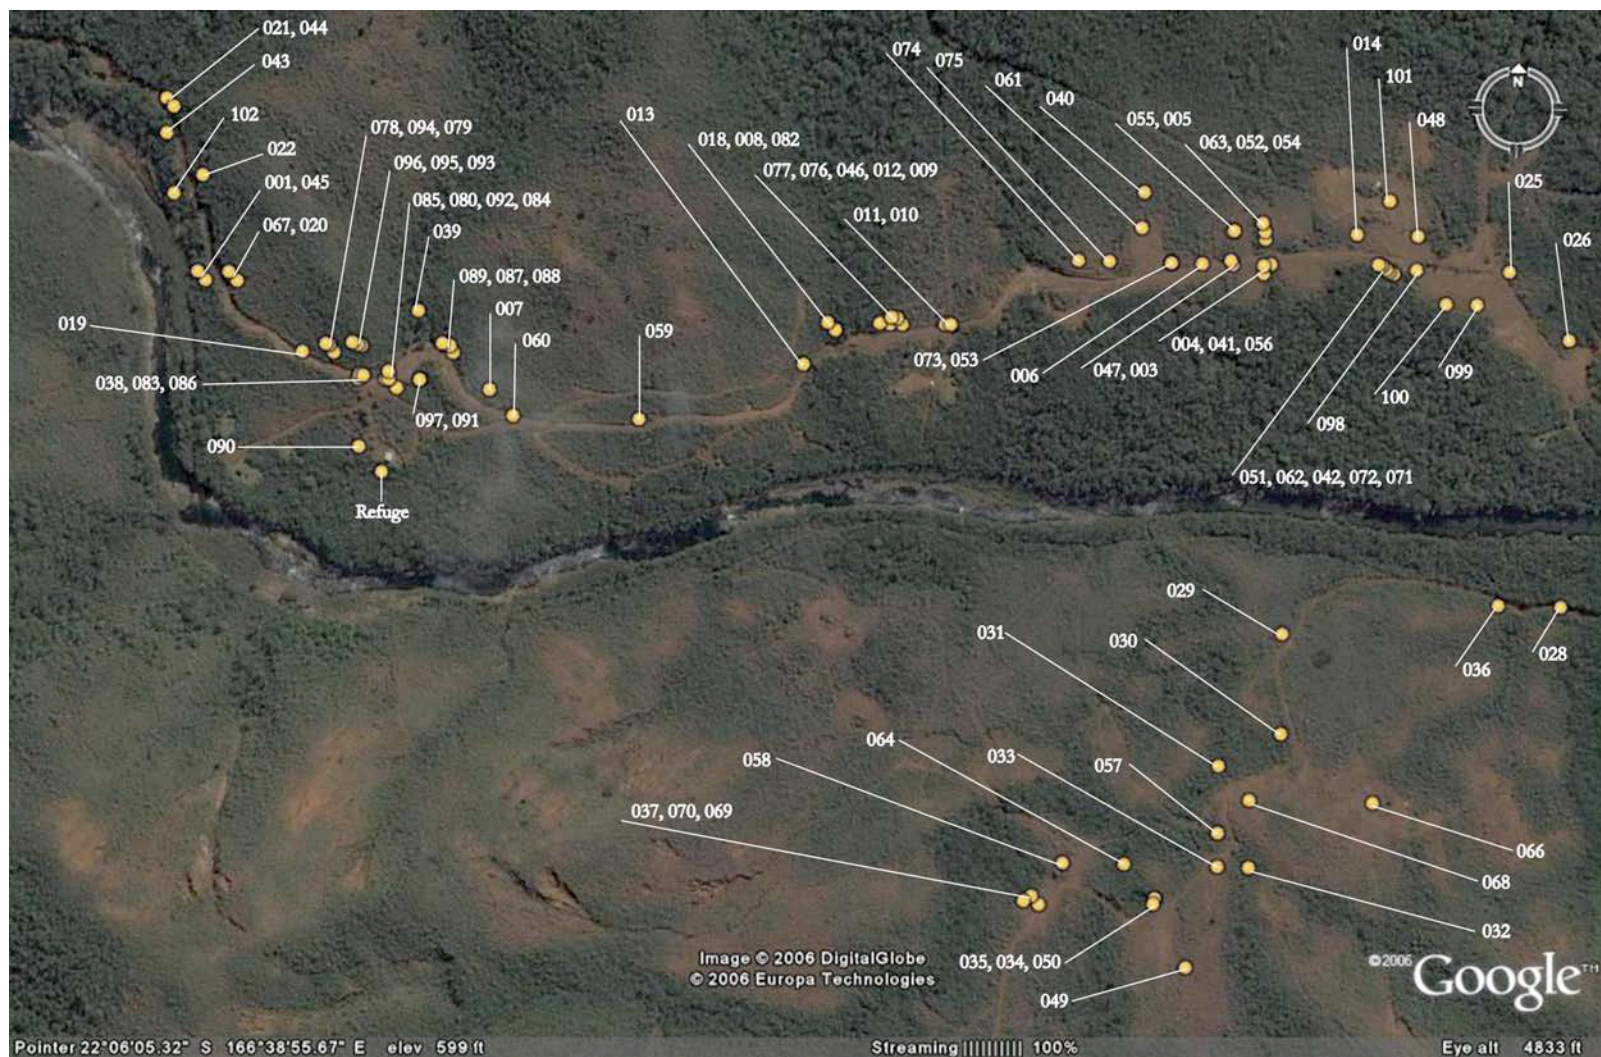 021, 044
043
102
022
001, 045
067, 020
078, 094, 079
096, 095, 093
085, 080, 092, 084
039
089, 087, 088
007
060
059
013
018, 008, 082
077, 076, 046, 012, 009
011, 010
074
075
061
040
055, 005
063, 052, 054
014
101
048
N
025
026
019
038, 083, 086
097, 091
090
Refuge
073, 053
006
047, 003
004, 041, 056
051, 062, 042, 072, 071
098
100
099
029
031
030
036
028
064
033
057
058
037, 070, 069
066
068
032
035, 034, 050
049
Image © 2006 DigitalGlobe
© 2006 Europa Technologies
©2006 Google™
Pointer 22°06'05.32" S 166°38'55.67" E elev 599 ft Streaming |||||||||| 100% Eye alt 4833 ft